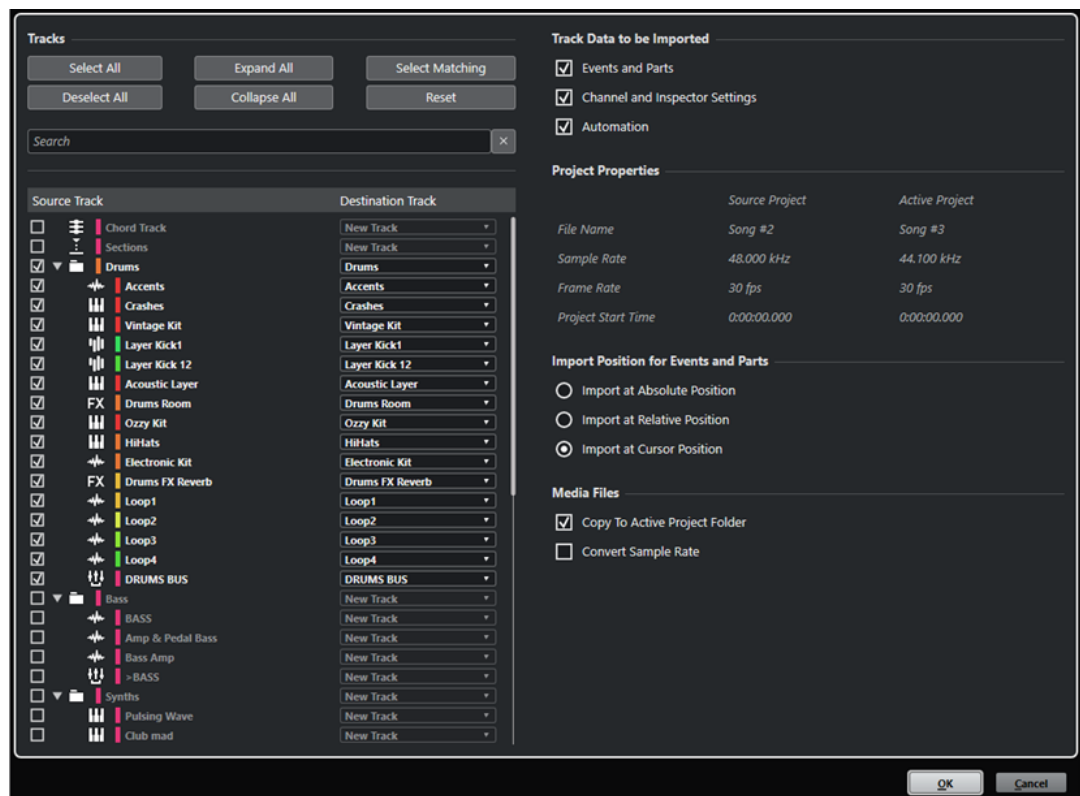 Tracks
Select All Expand All Select Matching
Deselect All Collapse All Reset
Search
Source Track Destination Track
Chord Track New Track
Sections New Track
Drums Drums
Accents Accents
Crashes Crashes
Vintage Kit Vintage Kit
Layer Kick1 Layer Kick1
Layer Kick 12 Layer Kick 12
Acoustic Layer Acoustic Layer
FX Drums Room Drums Room
Ozzy Kit Ozzy Kit
HiHats HiHats
Electronic Kit Electronic Kit
FX Drums FX Reverb Drums FX Reverb
Loop1 Loop1
Loop2 Loop2
Loop3 Loop3
Loop4 Loop4
DRUMS BUS DRUMS BUS
Bass New Track
BASS New Track
Amp & Pedal Bass New Track
Bass Amp New Track
>BASS New Track
Synths New Track
Pulsing Wave New Track
Club mad New Track
Track Data to be Imported
Events and Parts
Channel and Inspector Settings
Automation
Project Properties
Source Project Active Project
File Name Song #2 Song #3
Sample Rate 48.000 kHz 44.100 kHz
Frame Rate 30 fps 30 fps
Project Start Time 0:00:00.000 0:00:00.000
Import Position for Events and Parts
Import at Absolute Position
Import at Relative Position
Import at Cursor Position
Media Files
Copy To Active Project Folder
Convert Sample Rate
OK Cancel